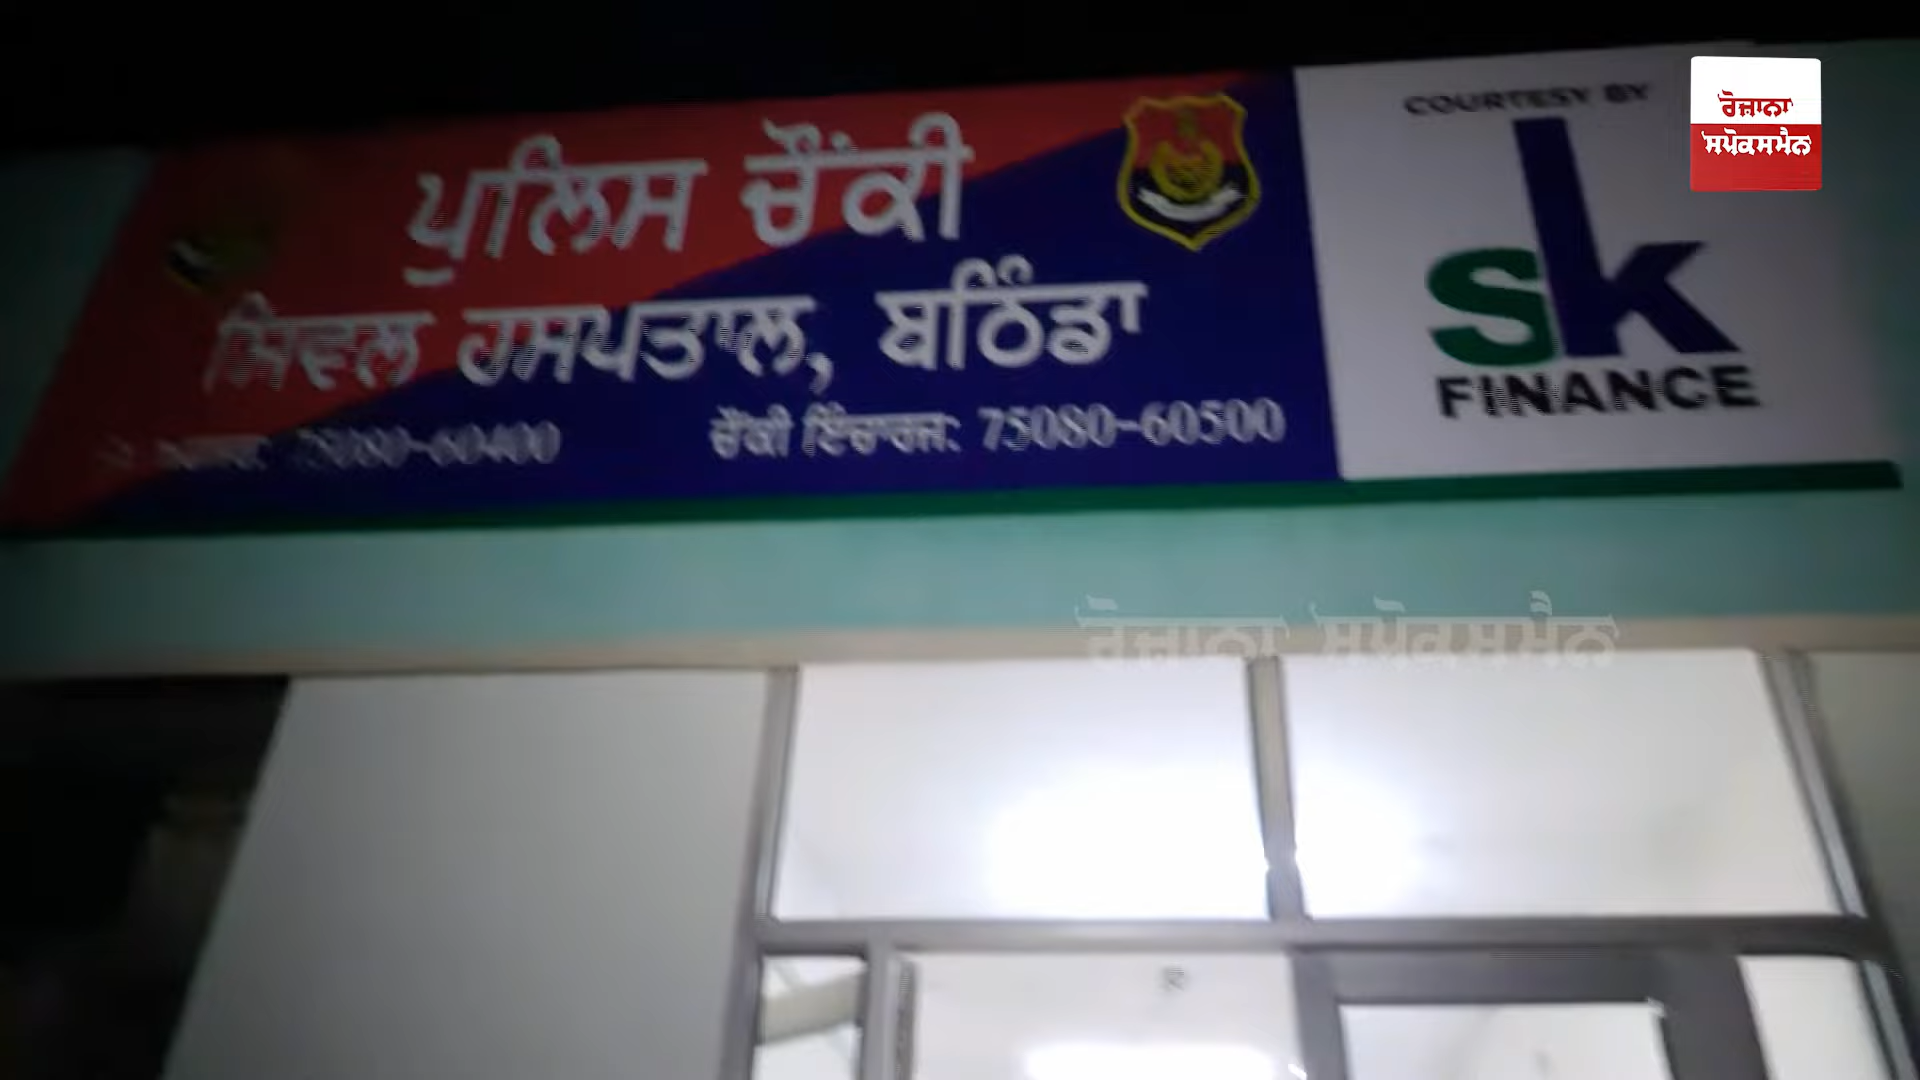 ਪੁਲਿਸ ਚੌਂਕੀ
ਸਿਵਲ ਹਸਪਤਾਲ, ਬਠਿੰਡਾ
75080-60400
ਚੌਂਕੀ ਇੰਚਾਰਜ: 75080-60500
COURTESY BY
sk
FINANCE
ਰੋਜ਼ਾਨਾ
ਸਪੋਕਸਮੈਨ
ਰੋਜ਼ਾਨਾ ਸਪੋਕਸਮੈਨ